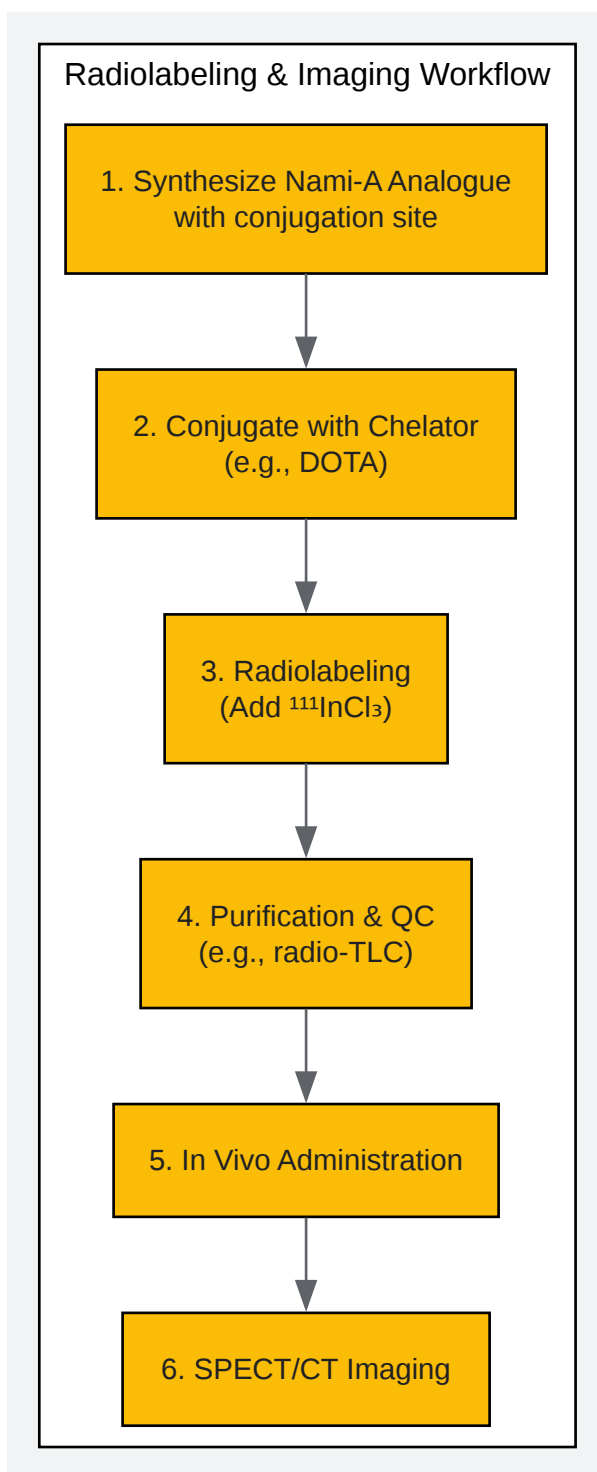 Radiolabeling & Imaging Workflow
1. Synthesize Nami-A Analogue
with conjugation site
2. Conjugate with Chelator
(e.g., DOTA)
3. Radiolabeling
(Add ¹¹¹InCl₃)
4. Purification & QC
(e.g., radio-TLC)
5. In Vivo Administration
6. SPECT/CT Imaging